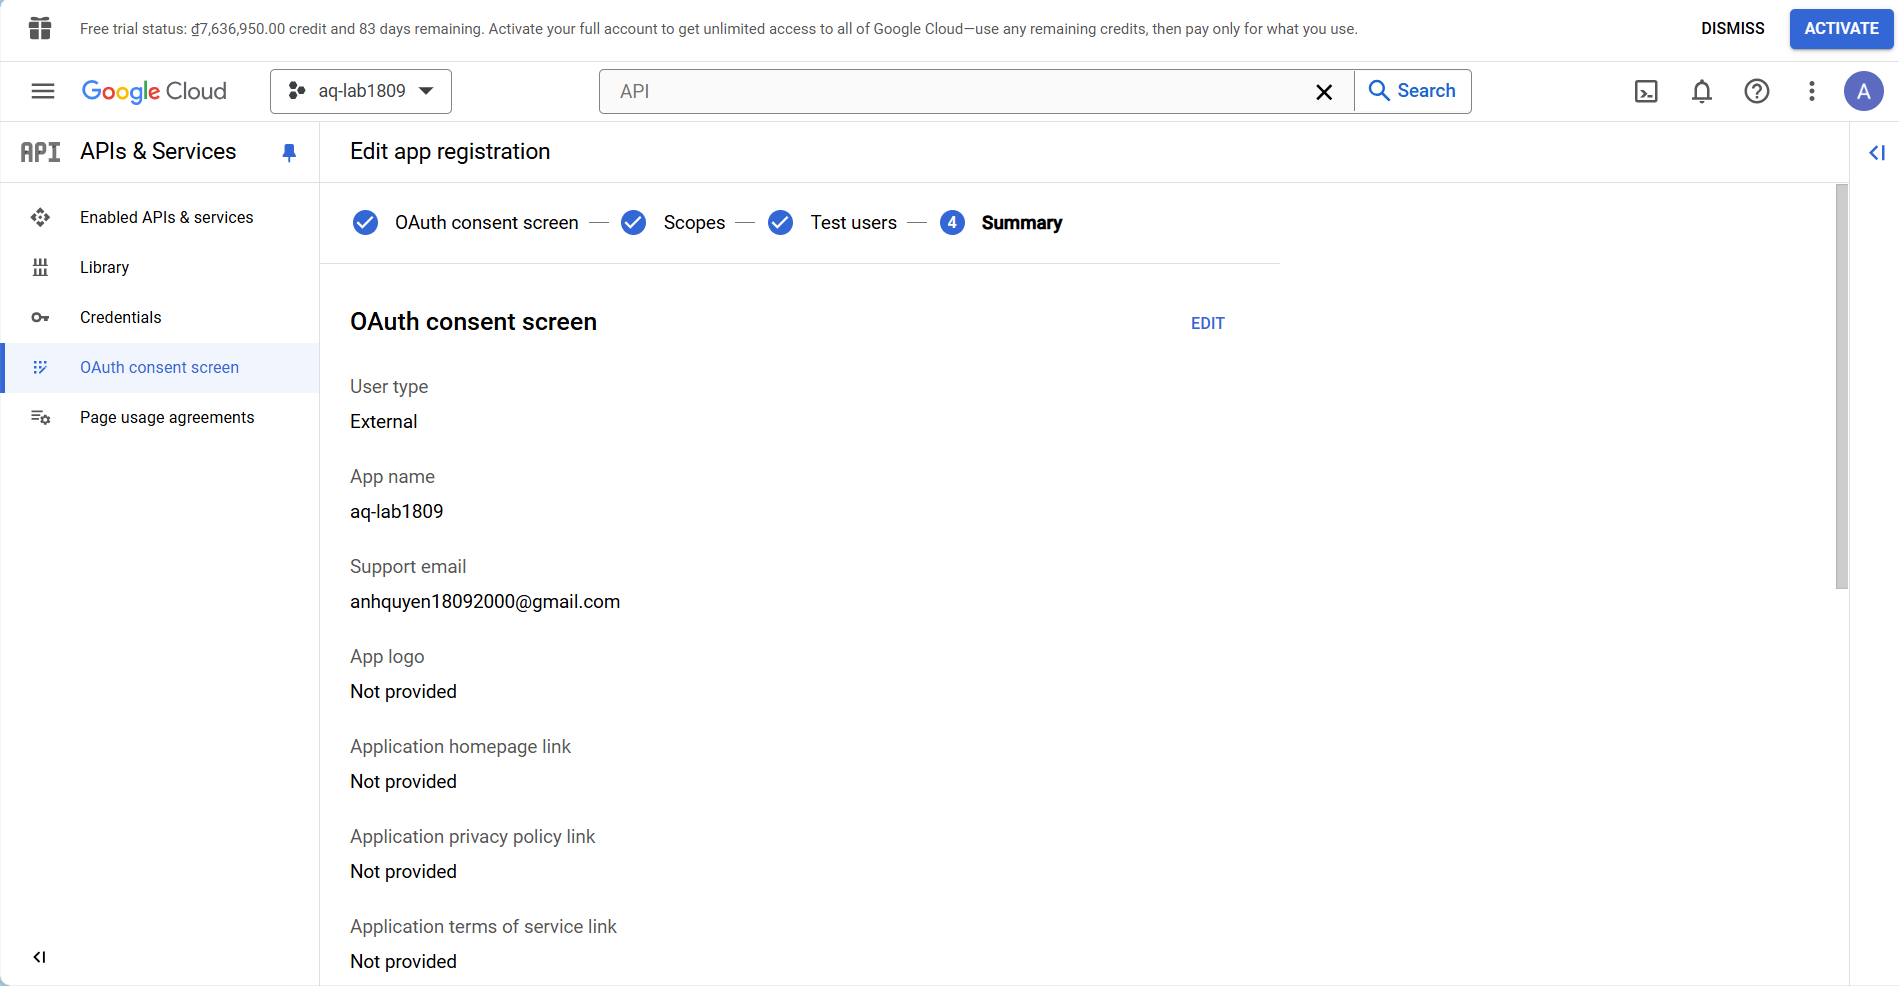 Free trial status: ₫7,636,950.00 credit and 83 days remaining. Activate your full account to get unlimited access to all of Google Cloud—use any remaining credits, then pay only for what you use.
DISMISS
ACTIVATE
Google Cloud
aq-lab1809
API
Search
A
API
APIs & Services
Edit app registration
Enabled APIs & services
Library
Credentials
OAuth consent screen
Page usage agreements
OAuth consent screen
Scopes
Test users
4
Summary
OAuth consent screen
EDIT
User type
External
App name
aq-lab1809
Support email
anhquyen18092000@gmail.com
App logo
Not provided
Application homepage link
Not provided
Application privacy policy link
Not provided
Application terms of service link
Not provided